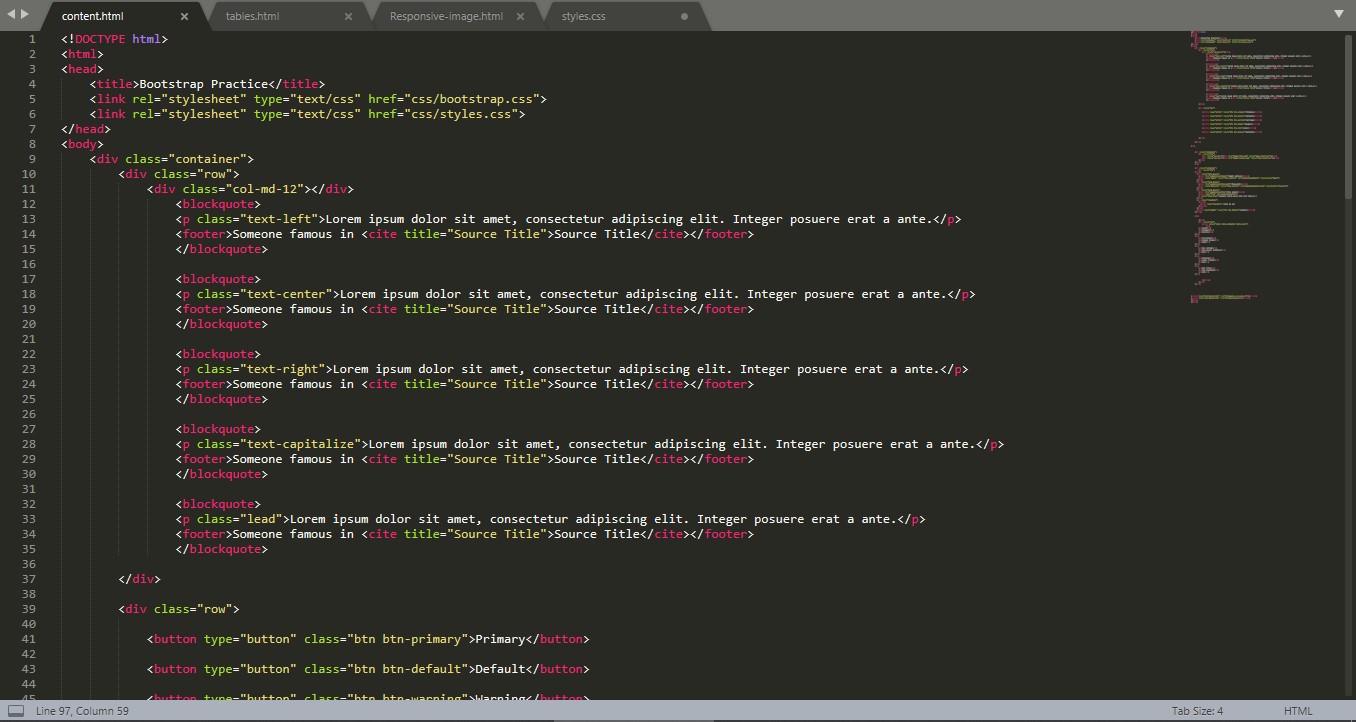 content.html × tables.html × Responsive-image.html × styles.css
1 <!DOCTYPE html>
2 <html>
3 <head>
4 <title>Bootstrap Practice</title>
5 <link rel="stylesheet" type="text/css" href="css/bootstrap.css">
6 <link rel="stylesheet" type="text/css" href="css/styles.css">
7 </head>
8 <body>
9 <div class="container">
10 <div class="row">
11 <div class="col-md-12"></div>
12 <blockquote>
13 <p class="text-left">Lorem ipsum dolor sit amet, consectetur adipiscing elit. Integer posuere erat a ante.</p>
14 <footer>Someone famous in <cite title="Source Title">Source Title</cite></footer>
15 </blockquote>
16
17 <blockquote>
18 <p class="text-center">Lorem ipsum dolor sit amet, consectetur adipiscing elit. Integer posuere erat a ante.</p>
19 <footer>Someone famous in <cite title="Source Title">Source Title</cite></footer>
20 </blockquote>
21
22 <blockquote>
23 <p class="text-right">Lorem ipsum dolor sit amet, consectetur adipiscing elit. Integer posuere erat a ante.</p>
24 <footer>Someone famous in <cite title="Source Title">Source Title</cite></footer>
25 </blockquote>
26
27 <blockquote>
28 <p class="text-capitalize">Lorem ipsum dolor sit amet, consectetur adipiscing elit. Integer posuere erat a ante.</p>
29 <footer>Someone famous in <cite title="Source Title">Source Title</cite></footer>
30 </blockquote>
31
32 <blockquote>
33 <p class="lead">Lorem ipsum dolor sit amet, consectetur adipiscing elit. Integer posuere erat a ante.</p>
34 <footer>Someone famous in <cite title="Source Title">Source Title</cite></footer>
35 </blockquote>
36
37 </div>
38
39 <div class="row">
40
41 <button type="button" class="btn btn-primary">Primary</button>
42
43 <button type="button" class="btn btn-default">Default</button>
44
45 <button type="button" class="btn btn-warning">Warning</button>
Line 97, Column 59 Tab Size: 4 HTML